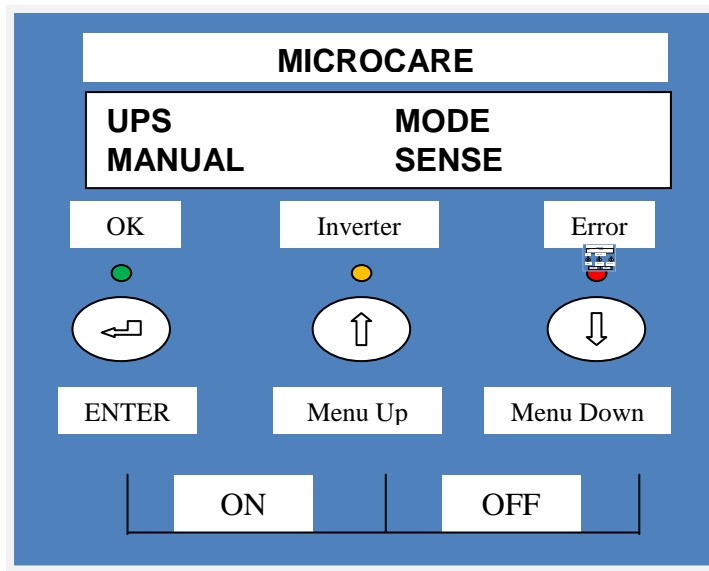 MICROCARE
UPS MODE
MANUAL SENSE
OK Inverter Error
ENTER Menu Up Menu Down
ON OFF